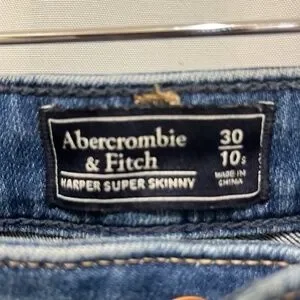 Abercrombie
& Fitch
HARPER SUPER SKINNY
30
10S
MADE IN
CHINA